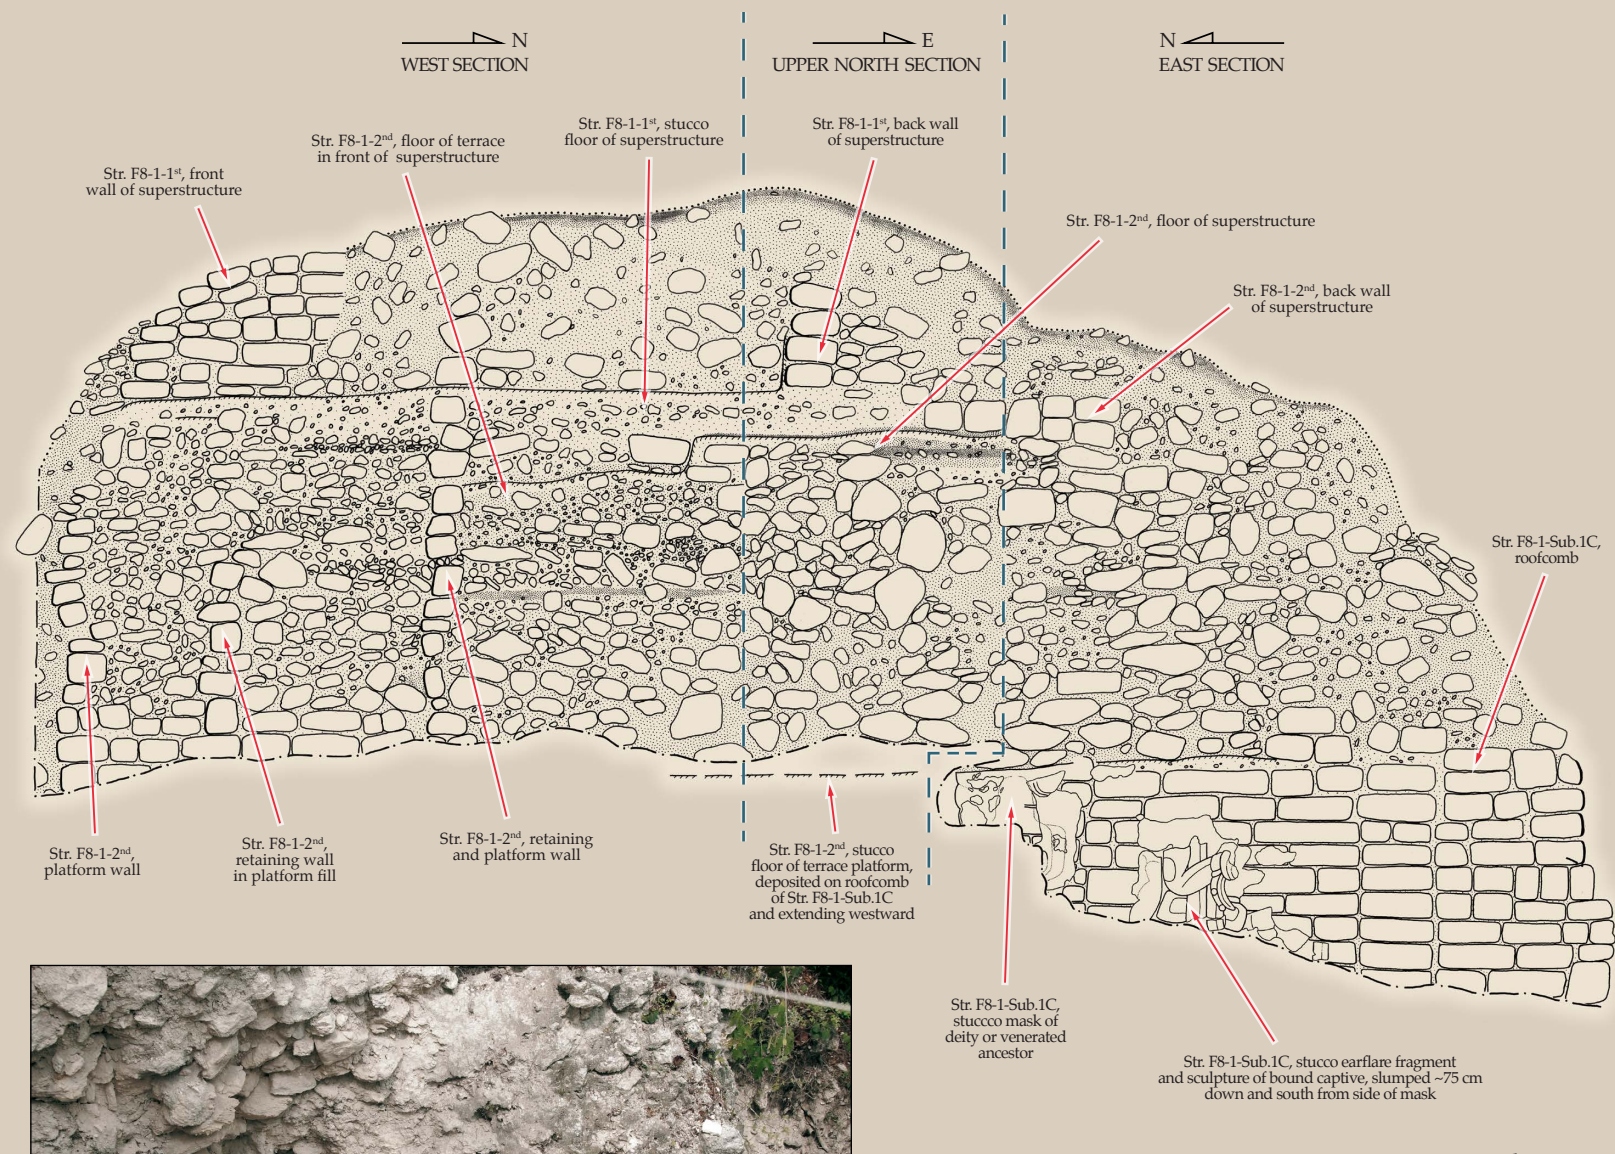 N
WEST SECTION
E
UPPER NORTH SECTION
N
EAST SECTION
Str. F8-1-1st, front
wall of superstructure
Str. F8-1-2nd, floor of terrace
in front of superstructure
Str. F8-1-1st, stucco
floor of superstructure
Str. F8-1-1st, back wall
of superstructure
Str. F8-1-2nd, floor of superstructure
Str. F8-1-2nd, back wall
of superstructure
Str. F8-1-Sub.1C,
roofcomb
Str. F8-1-2nd,
platform wall
Str. F8-1-2nd,
retaining wall
in platform fill
Str. F8-1-2nd, retaining
and platform wall
Str. F8-1-2nd, stucco
floor of terrace platform,
deposited on roofcomb
of Str. F8-1-Sub.1C
and extending westward
Str. F8-1-Sub.1C,
stuccco mask of
deity or venerated
ancestor
Str. F8-1-Sub.1C, stucco earflare fragment
and sculpture of bound captive, slumped ~75 cm
down and south from side of mask